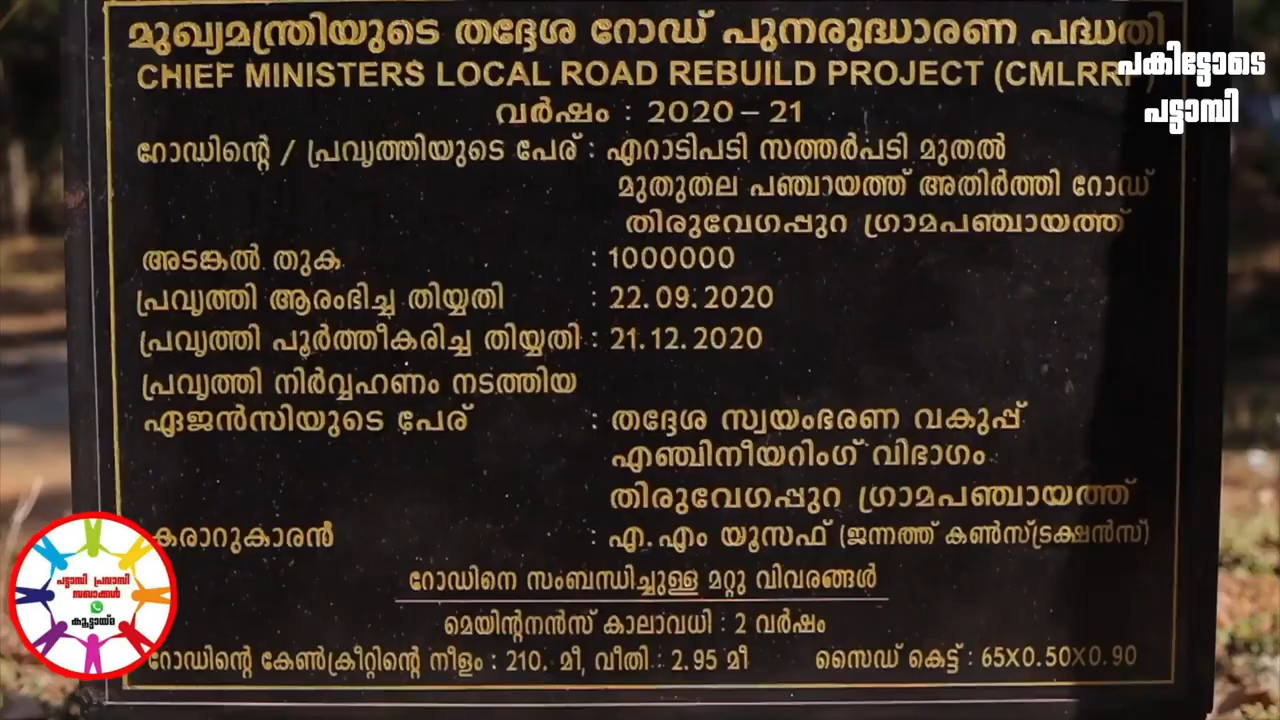 മുഖ്യമന്ത്രിയുടെ തദ്ദേശ റോഡ് പുനരുദ്ധാരണ പദ്ധതി
CHIEF MINISTERS LOCAL ROAD REBUILD PROJECT (CMLRRP)
പകിട്ടോടെ
പട്ടാമ്പി
വർഷം : 2020 – 21
റോഡിന്റെ / പ്രവൃത്തിയുടെ പേര് : എറാടിപടി സത്തർപടി മുതൽ
മുതുതല പഞ്ചായത്ത് അതിർത്തി റോഡ്
തിരുവേഗപ്പുറ ഗ്രാമപഞ്ചായത്ത്
അടങ്കൽ തുക : 1000000
പ്രവൃത്തി ആരംഭിച്ച തിയ്യതി : 22.09.2020
പ്രവൃത്തി പൂർത്തീകരിച്ച തിയ്യതി : 21.12.2020
പ്രവൃത്തി നിർവ്വഹണം നടത്തിയ
ഏജൻസിയുടെ പേര് : തദ്ദേശ സ്വയംഭരണ വകുപ്പ്
എഞ്ചിനീയറിംഗ് വിഭാഗം
തിരുവേഗപ്പുറ ഗ്രാമപഞ്ചായത്ത്
കരാറുകാരൻ : എ.എം യൂസഫ് (ജന്നത്ത് കൺസ്ട്രക്ഷൻസ്)
റോഡിനെ സംബന്ധിച്ചുള്ള മറ്റു വിവരങ്ങൾ
മെയിന്റനൻസ് കാലാവധി : 2 വർഷം
റോഡിന്റെ കേൺക്രീറ്റിന്റെ നീളം : 210. മീ, വീതി : 2.95 മീ സൈഡ് കെട്ട് : 65X0.50X0.90
പട്ടാമ്പി പ്രവാസി
സഖാക്കൾ
കൂട്ടായ്മ